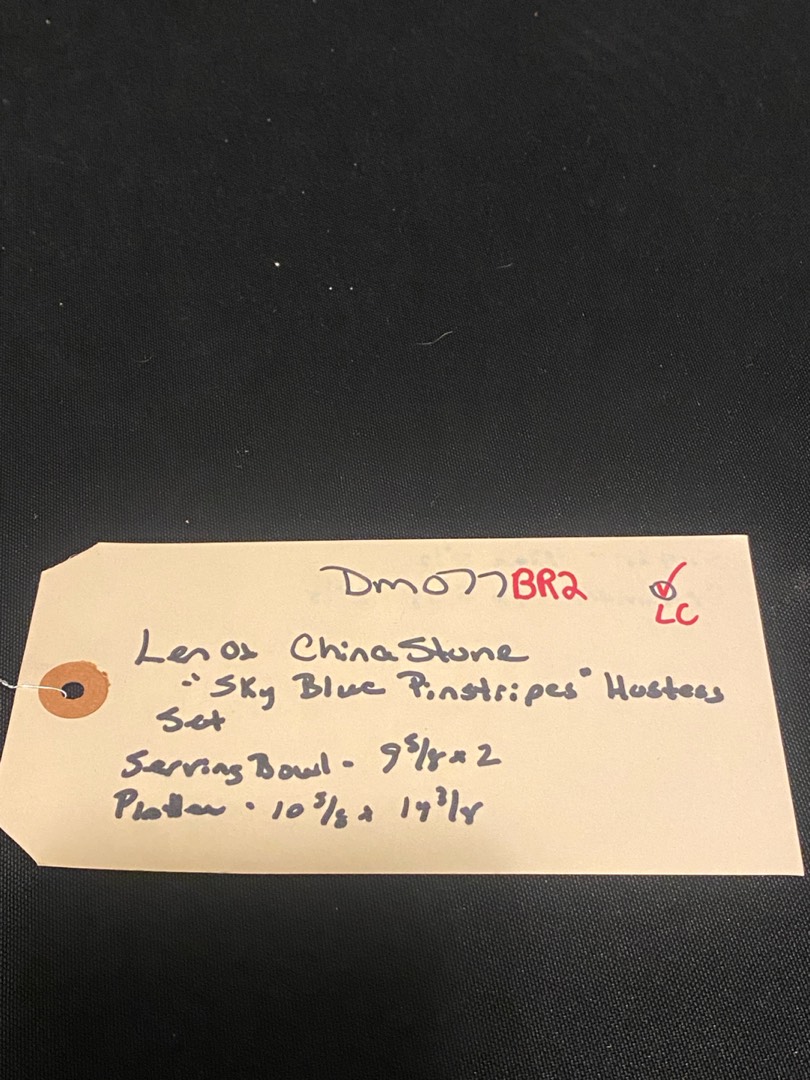 Dm077BR2
LC
Lenox China Stone
"Sky Blue Pinstripes" Hostess
Set
Serving Bowl - 9 5/8 x 2
Platter - 10 5/8 x 14 3/8